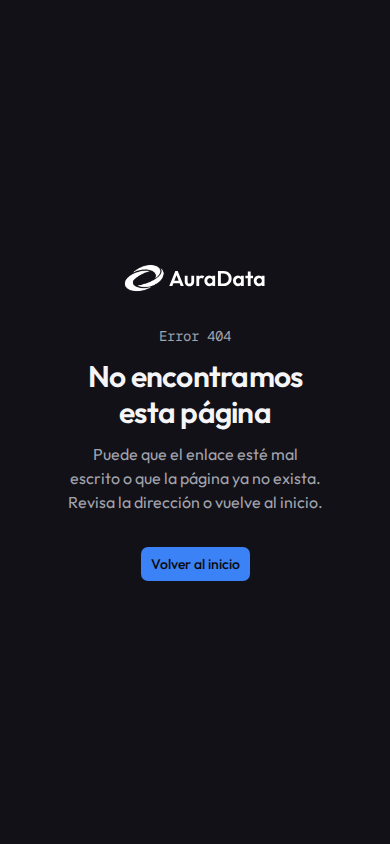 AuraData
Error 404
No encontramos
esta página
Puede que el enlace esté mal
escrito o que la página ya no exista.
Revisa la dirección o vuelve al inicio.
Volver al inicio